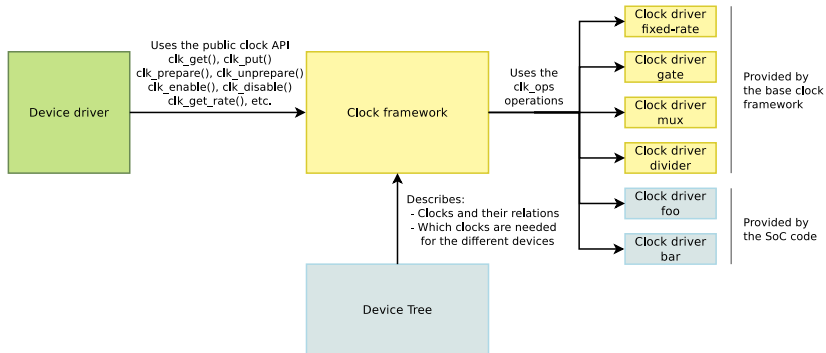 Device driver
Uses the public clock API
clk_get(), clk_put()
clk_prepare(), clk_unprepare()
clk_enable(), clk_disable()
clk_get_rate(), etc.
Clock framework
Uses the
clk_ops
operations
Clock driver
fixed-rate
Clock driver
gate
Clock driver
mux
Clock driver
divider
Clock driver
foo
Clock driver
bar
Provided by
the base clock
framework
Provided by
the SoC code
Describes:
- Clocks and their relations
- Which clocks are needed
for the different devices
Device Tree